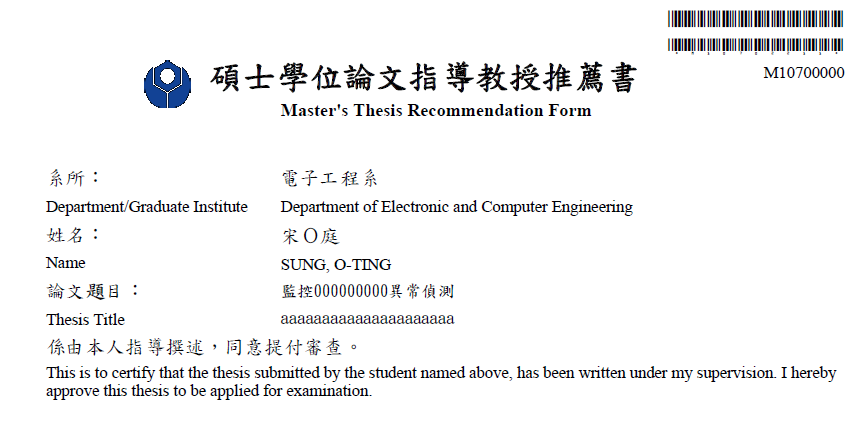 M10700000
碩士學位論文指導教授推薦書
Master's Thesis Recommendation Form
系所：
電子工程系
Department/Graduate Institute
Department of Electronic and Computer Engineering
姓名：
宋O庭
Name
SUNG, O-TING
論文題目：
監控000000000異常偵測
Thesis Title
aaaaaaaaaaaaaaaaaaaaa
係由本人指導撰述，同意提付審查。
This is to certify that the thesis submitted by the student named above, has been written under my supervision. I hereby
approve this thesis to be applied for examination.